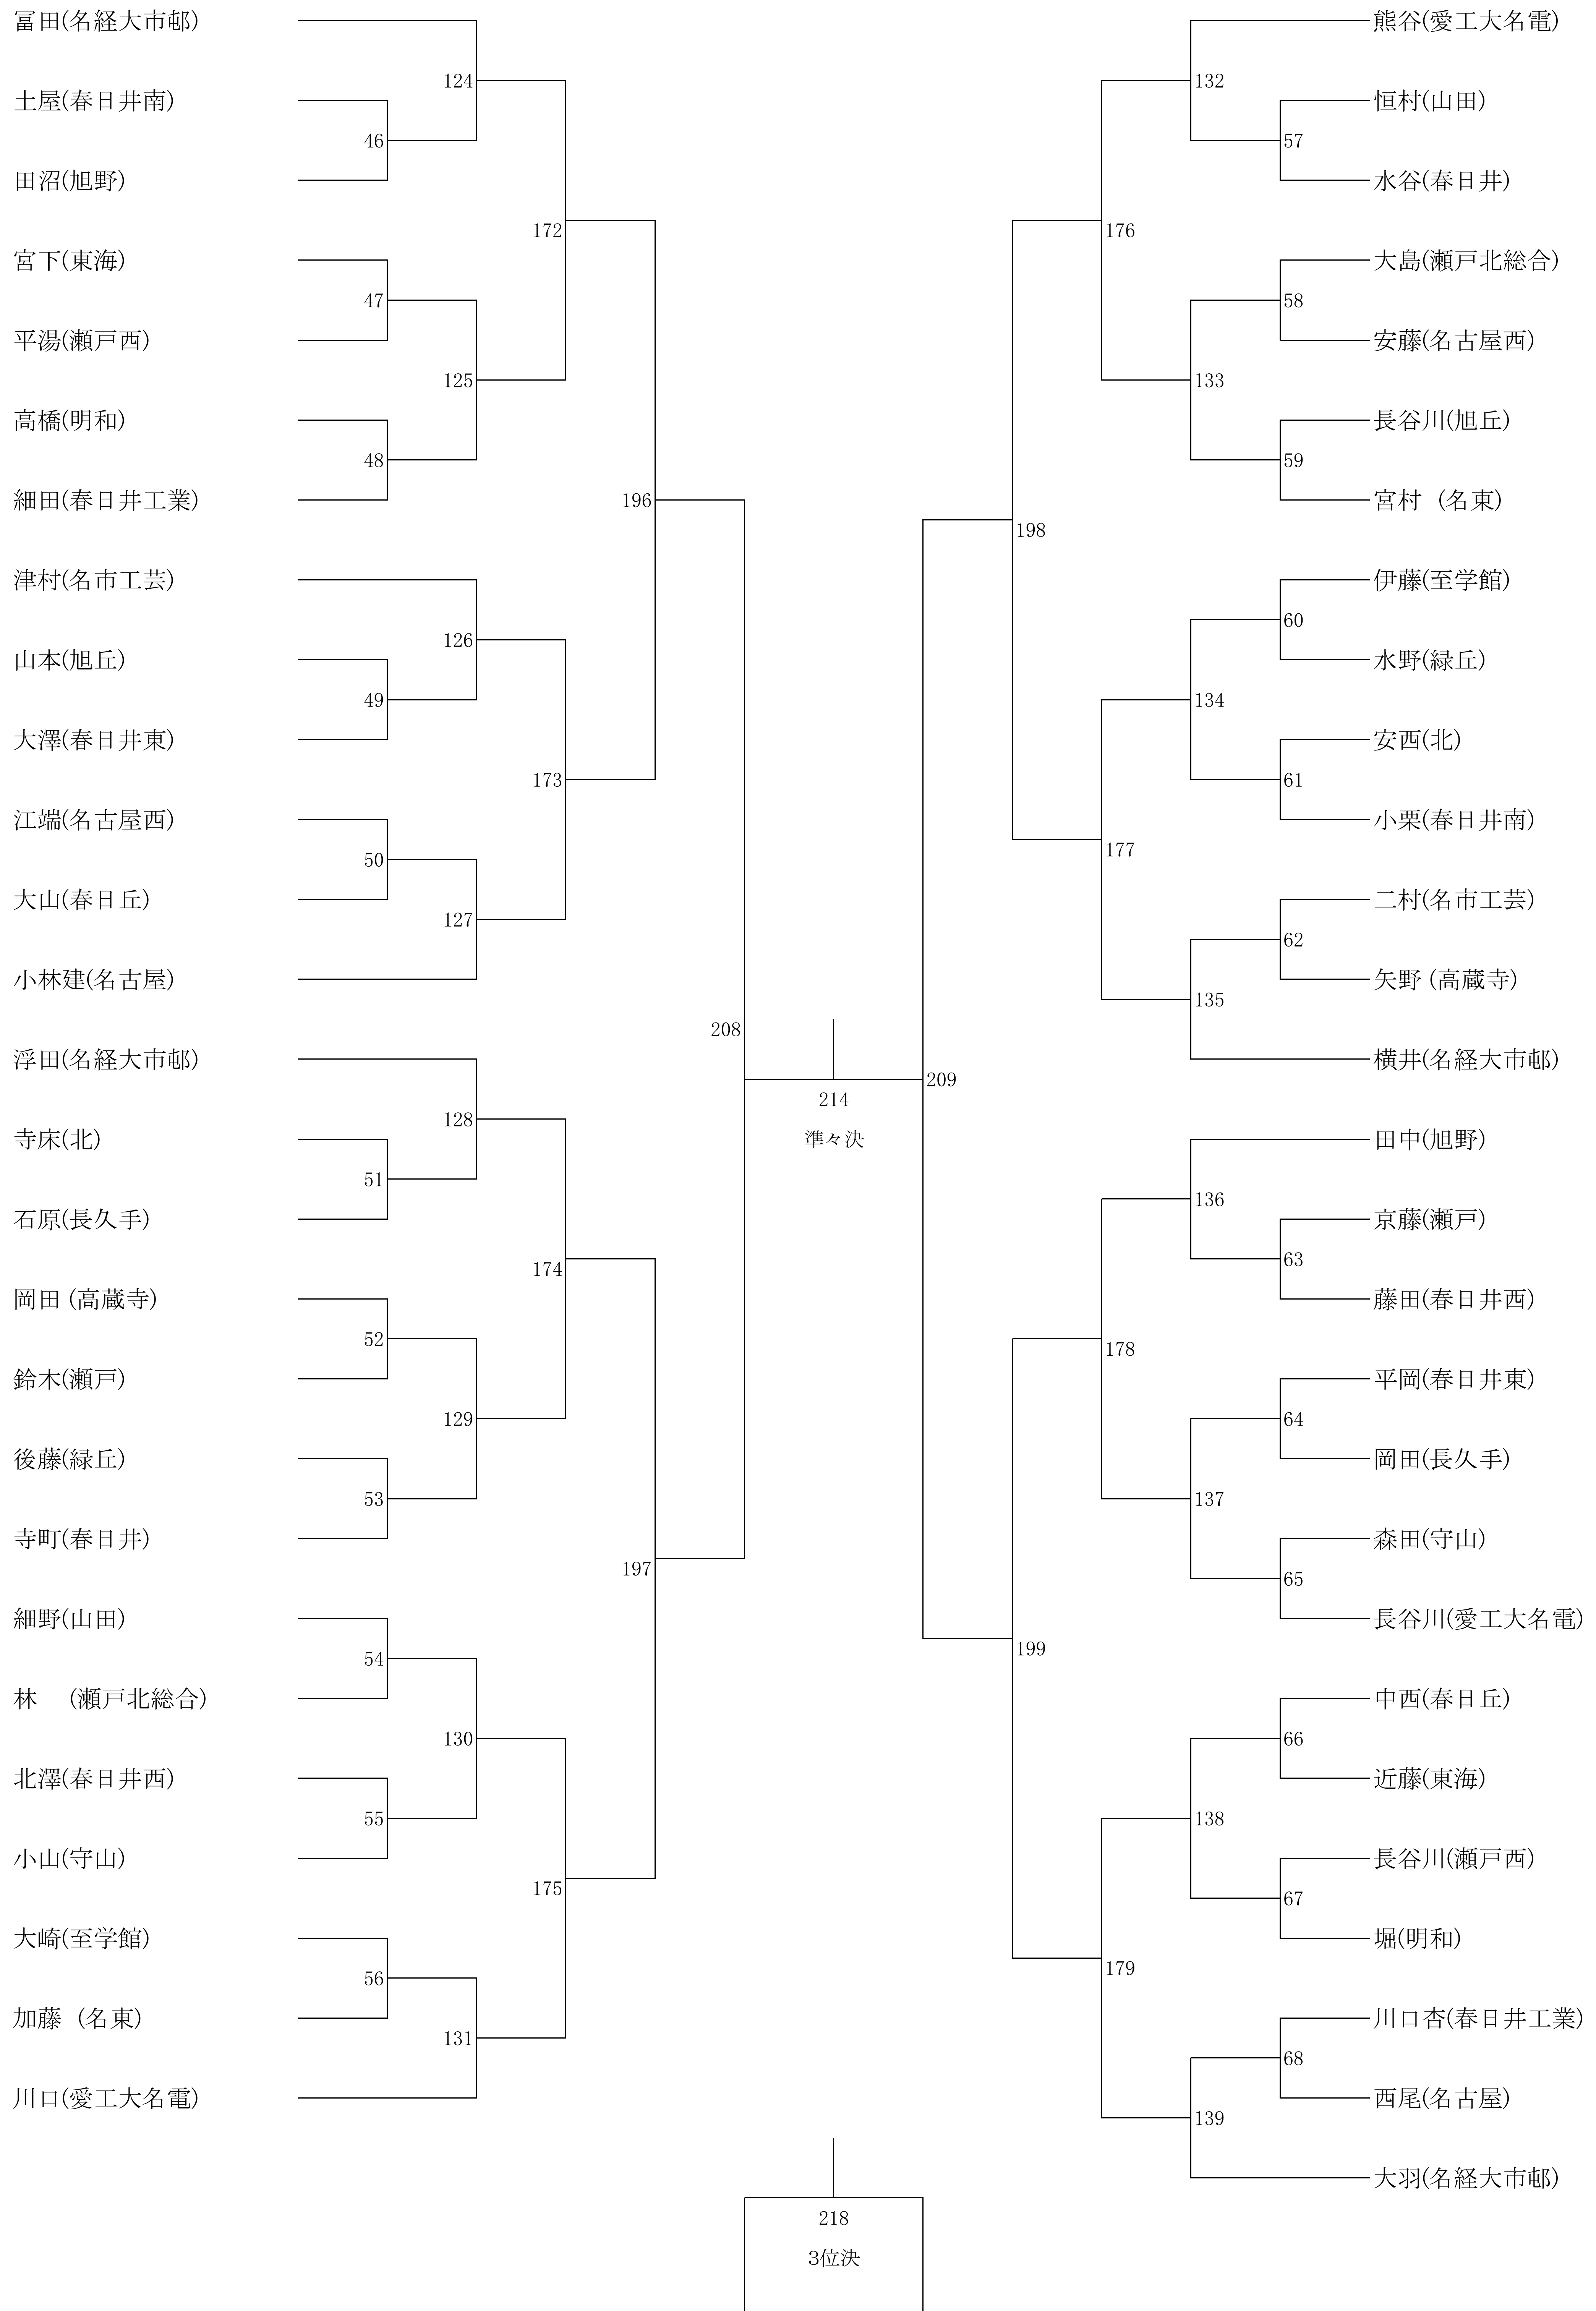 冨田(名経大市邨)
土屋(春日井南)
田沼(旭野)
宮下(東海)
平湯(瀬戸西)
高橋(明和)
細田(春日井工業)
津村(名市工芸)
山本(旭丘)
大澤(春日井東)
江端(名古屋西)
大山(春日丘)
小林建(名古屋)
浮田(名経大市邨)
寺床(北)
石原(長久手)
岡田 (高蔵寺)
鈴木(瀬戸)
後藤(緑丘)
寺町(春日井)
細野(山田)
林　 (瀬戸北総合)
北澤(春日井西)
小山(守山)
大崎(至学館)
加藤　(名東)
川口(愛工大名電)
46
47
48
49
50
51
52
53
54
55
56
124
125
126
127
128
129
130
131
172
173
174
175
196
197
208
214
準々決
218
3位決
209
198
199
176
177
178
179
132
133
134
135
136
137
138
139
57
58
59
60
61
62
63
64
65
66
67
68
熊谷(愛工大名電)
恒村(山田)
水谷(春日井)
大島(瀬戸北総合)
安藤(名古屋西)
長谷川(旭丘)
宮村　(名東)
伊藤(至学館)
水野(緑丘)
安西(北)
小栗(春日井南)
二村(名市工芸)
矢野 (高蔵寺)
横井(名経大市邨)
田中(旭野)
京藤(瀬戸)
藤田(春日井西)
平岡(春日井東)
岡田(長久手)
森田(守山)
長谷川(愛工大名電)
中西(春日丘)
近藤(東海)
長谷川(瀬戸西)
堀(明和)
川口杏(春日井工業)
西尾(名古屋)
大羽(名経大市邨)